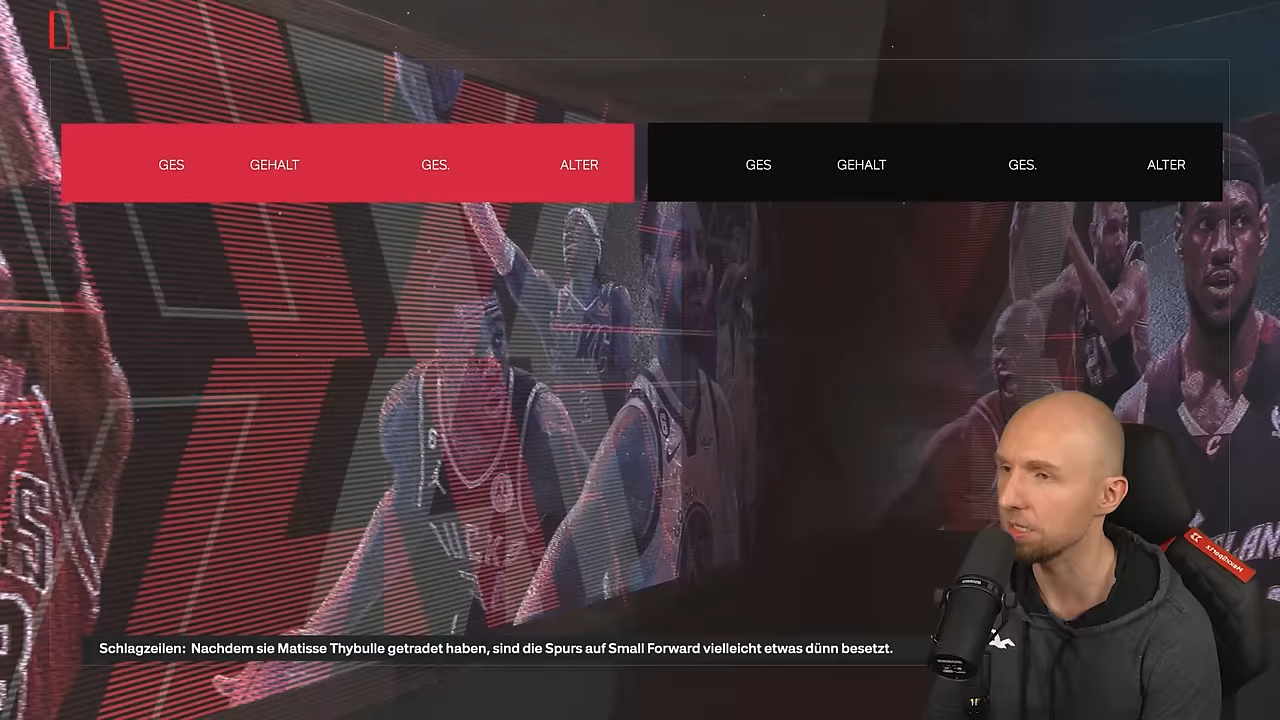 GES GEHALT GES. ALTER GES GEHALT GES. ALTER
Schlagzeilen: Nachdem sie Matisse Thybulle getradet haben, sind die Spurs auf Small Forward vielleicht etwas dünn besetzt.